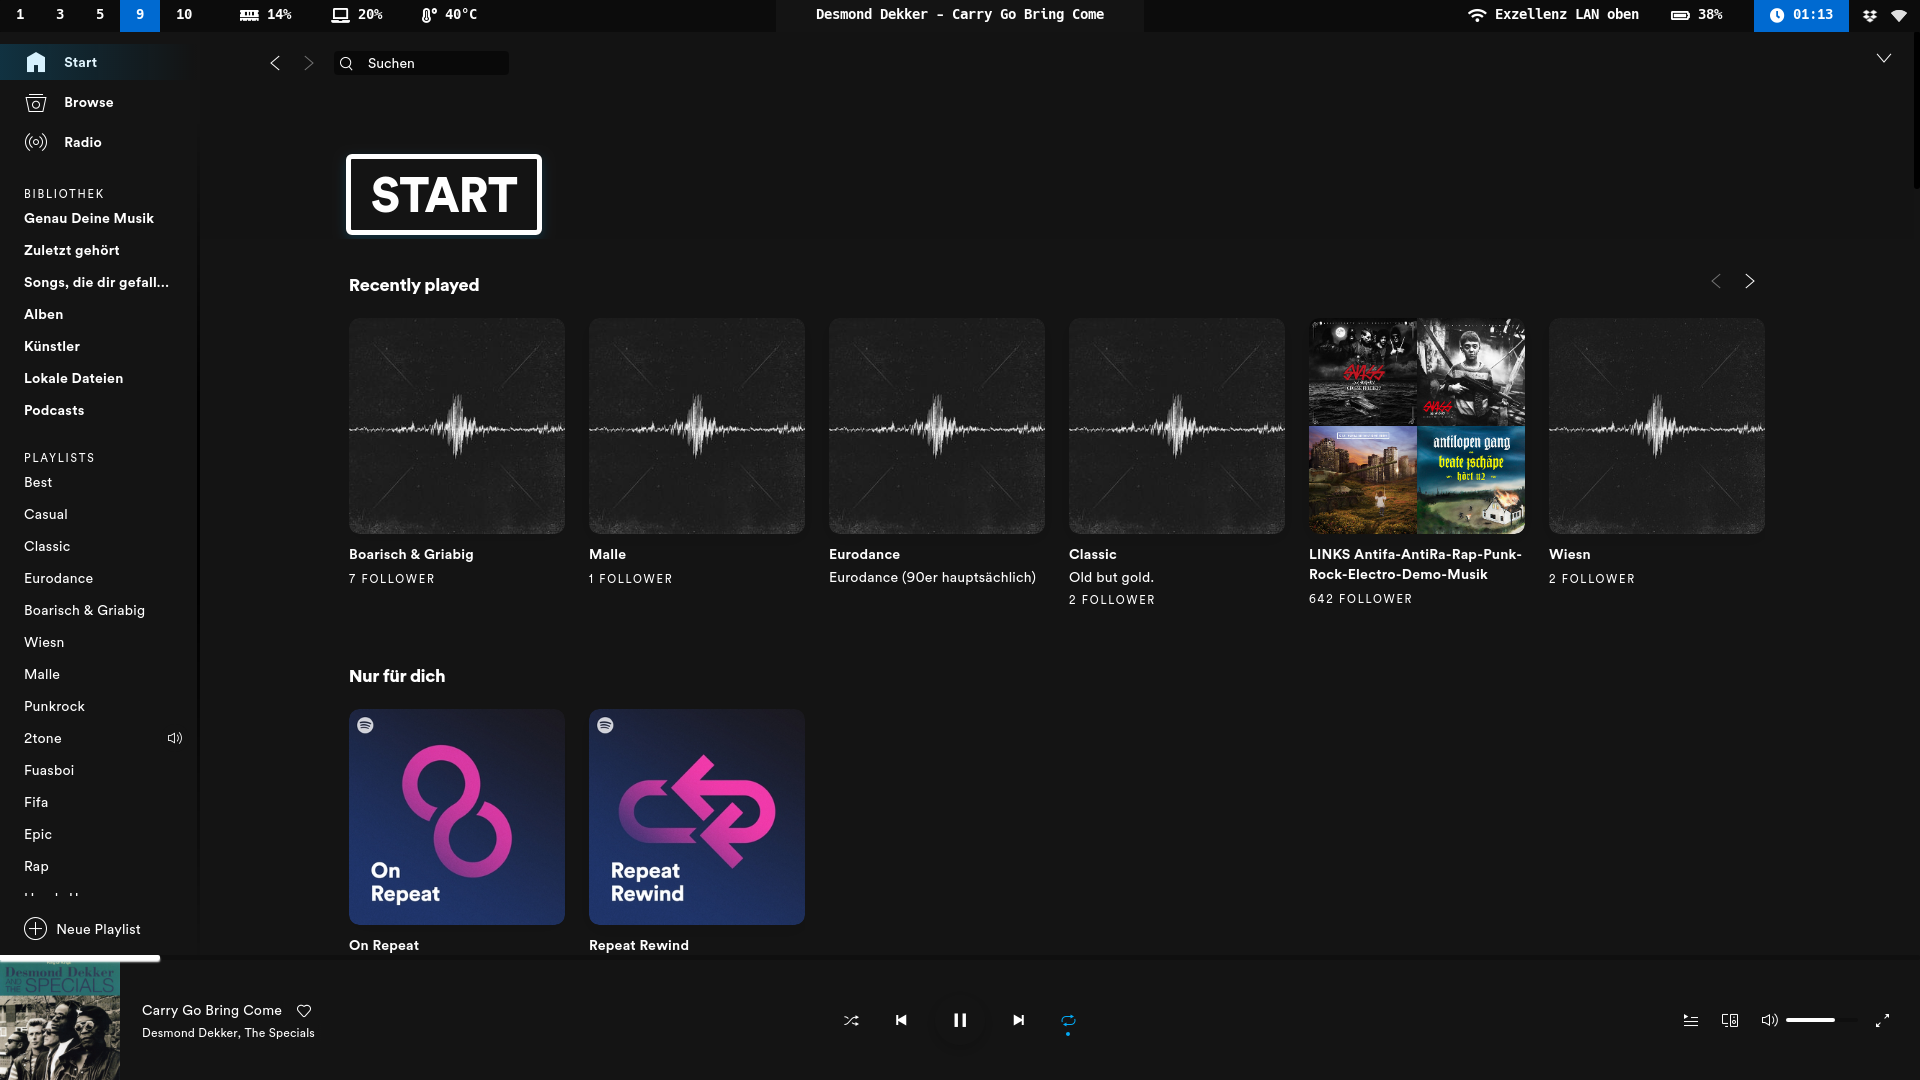 1 3 5 9 10 14% 20% 40°C Desmond Dekker - Carry Go Bring Come Exzellenz LAN oben 38% 01:13
Start
Browse
Radio
BIBLIOTHEK
Genau Deine Musik
Zuletzt gehört
Songs, die dir gefall...
Alben
Künstler
Lokale Dateien
Podcasts
PLAYLISTS
Best
Casual
Classic
Eurodance
Boarisch & Griabig
Wiesn
Malle
Punkrock
2tone
Fuasboi
Fifa
Epic
Rap
Neue Playlist
Suchen
START
Recently played
antilopen gang
beate zschäpe
hört u2
Boarisch & Griabig
7 FOLLOWER
Malle
1 FOLLOWER
Eurodance
Eurodance (90er hauptsächlich)
Classic
Old but gold.
2 FOLLOWER
LINKS Antifa-AntiRa-Rap-Punk-
Rock-Electro-Demo-Musik
642 FOLLOWER
Wiesn
2 FOLLOWER
Nur für dich
On
Repeat
On Repeat
Repeat
Rewind
Repeat Rewind
Desmond Dekker
AND THE SPECIALS
Carry Go Bring Come
Desmond Dekker, The Specials